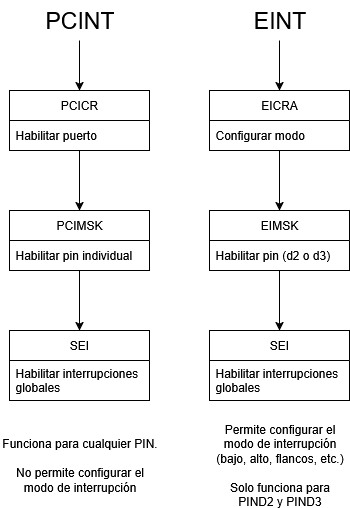 PCINT
PCICR
Habilitar puerto
PCIMSK
Habilitar pin individual
SEI
Habilitar interrupciones
globales
Funciona para cualquier PIN.
No permite configurar el
modo de interrupción
EINT
EICRA
Configurar modo
EIMSK
Habilitar pin (d2 o d3)
SEI
Habilitar interrupciones
globales
Permite configurar el
modo de interrupción
(bajo, alto, flancos, etc.)
Solo funciona para
PIND2 y PIND3